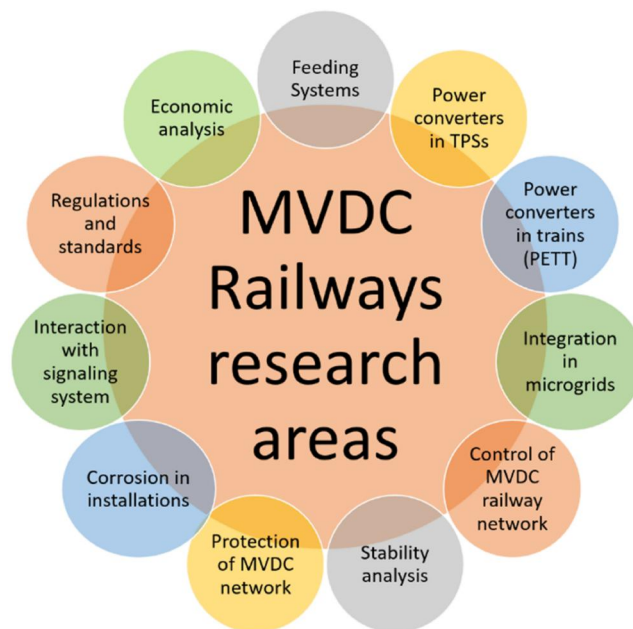 MVDC
Railways
research
areas
Feeding
Systems
Power
converters
in TPSs
Power
converters
in trains
(PETT)
Integration
in
microgrids
Control of
MVDC
railway
network
Stability
analysis
Protection
of MVDC
network
Corrosion in
installations
Interaction
with
signaling
system
Regulations
and
standards
Economic
analysis